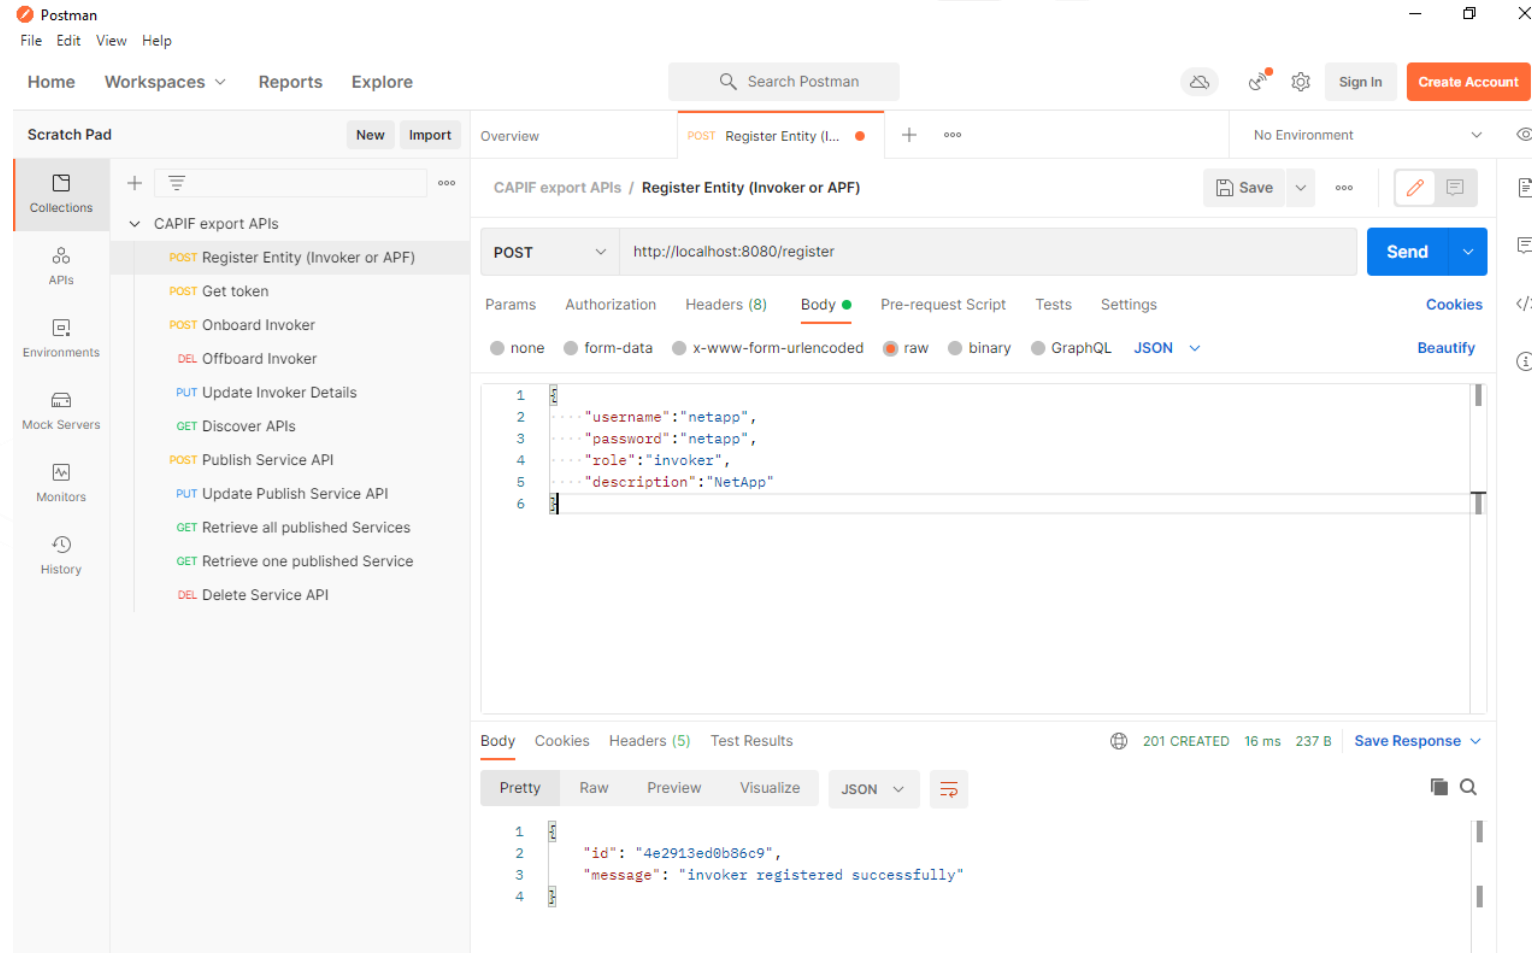 Postman
File Edit View Help
Home Workspaces Reports Explore Search Postman Sign In Create Account
Scratch Pad New Import Overview POST Register Entity (I... No Environment
Collections
CAPIF export APIs / Register Entity (Invoker or APF) Save
CAPIF export APIs
POST Register Entity (Invoker or APF)
POST Get token
POST Onboard Invoker
DEL Offboard Invoker
PUT Update Invoker Details
GET Discover APIs
POST Publish Service API
PUT Update Publish Service API
GET Retrieve all published Services
GET Retrieve one published Service
DEL Delete Service API
APIs
Environments
Mock Servers
Monitors
History
POST http://localhost:8080/register Send
Params Authorization Headers (8) Body Pre-request Script Tests Settings Cookies
none form-data x-www-form-urlencoded raw binary GraphQL JSON Beautify
1 {
2 ····"username":"netapp",
3 ····"password":"netapp",
4 ····"role":"invoker",
5 ····"description":"NetApp"
6 }
Body Cookies Headers (5) Test Results 201 CREATED 16 ms 237 B Save Response
Pretty Raw Preview Visualize JSON
1 {
2 "id": "4e2913ed0b86c9",
3 "message": "invoker registered successfully"
4 }